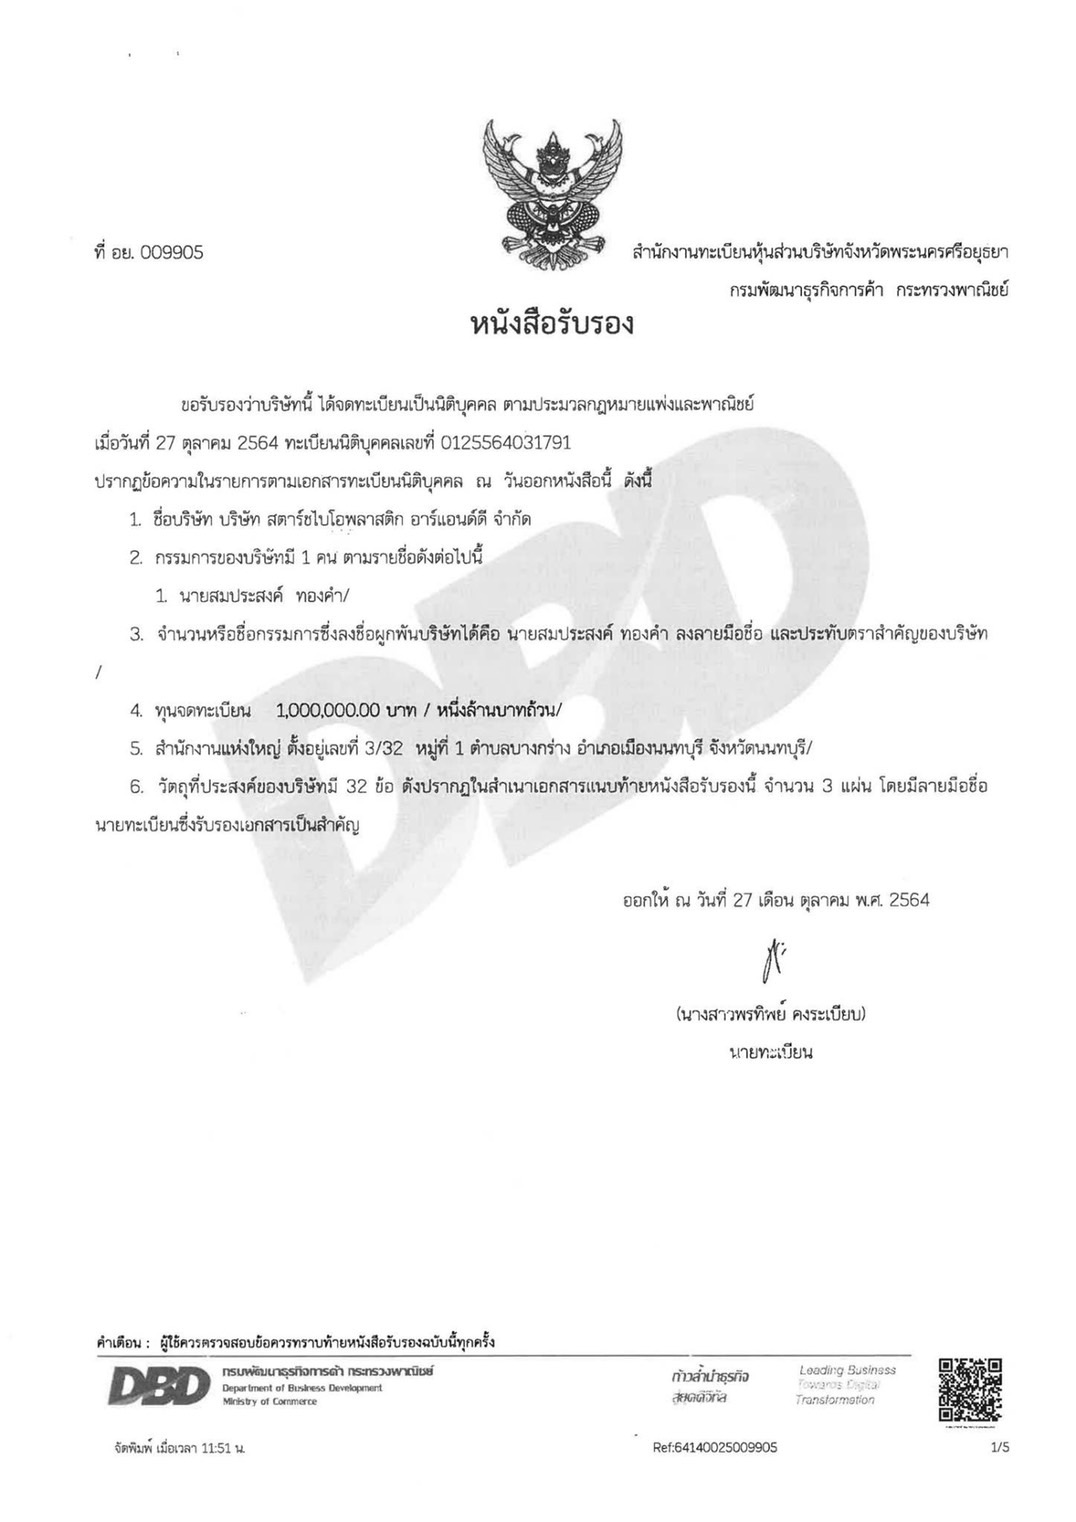 ที่ อย. 009905
สำนักงานทะเบียนหุ้นส่วนบริษัทจังหวัดพระนครศรีอยุธยา
กรมพัฒนาธุรกิจการค้า กระทรวงพาณิชย์
หนังสือรับรอง
ขอรับรองว่าบริษัทนี้ ได้จดทะเบียนเป็นนิติบุคคล ตามประมวลกฎหมายแพ่งและพาณิชย์
เมื่อวันที่ 27 ตุลาคม 2564 ทะเบียนนิติบุคคลเลขที่ 0125564031791
ปรากฏข้อความในรายการตามเอกสารทะเบียนนิติบุคคล ณ วันออกหนังสือนี้ ดังนี้
1. ชื่อบริษัท บริษัท สตาร์ชไบโอพลาสติก อาร์แอนด์ดี จำกัด
2. กรรมการของบริษัทมี 1 คน ตามรายชื่อดังต่อไปนี้
1. นายสมประสงค์ ทองคำ/
3. จำนวนหรือชื่อกรรมการซึ่งลงชื่อผูกพันบริษัทได้คือ นายสมประสงค์ ทองคำ ลงลายมือชื่อ และประทับตราสำคัญของบริษัท
/
4. ทุนจดทะเบียน 1,000,000.00 บาท / หนึ่งล้านบาทถ้วน/
5. สำนักงานแห่งใหญ่ ตั้งอยู่เลขที่ 3/32 หมู่ที่ 1 ตำบลบางกร่าง อำเภอเมืองนนทบุรี จังหวัดนนทบุรี/
6. วัตถุที่ประสงค์ของบริษัทมี 32 ข้อ ดังปรากฏในสำเนาเอกสารแนบท้ายหนังสือรับรองนี้ จำนวน 3 แผ่น โดยมีลายมือชื่อ
นายทะเบียนซึ่งรับรองเอกสารเป็นสำคัญ
DBD
ออกให้ ณ วันที่ 27 เดือน ตุลาคม พ.ศ. 2564
(นางสาวพรทิพย์ คงระเบียบ)
นายทะเบียน
คำเตือน : ผู้ใช้ควรตรวจสอบข้อควรทราบท้ายหนังสือรับรองฉบับนี้ทุกครั้ง
DBD
กรมพัฒนาธุรกิจการค้า กระทรวงพาณิชย์
Department of Business Development
Ministry of Commerce
ก้าวล้ำนำธุรกิจ
สู่ยุคดิจิทัล
Leading Business
Towards Digital
Transformation
จัดพิมพ์ เมื่อเวลา 11:51 น.
Ref:64140025009905
1/5